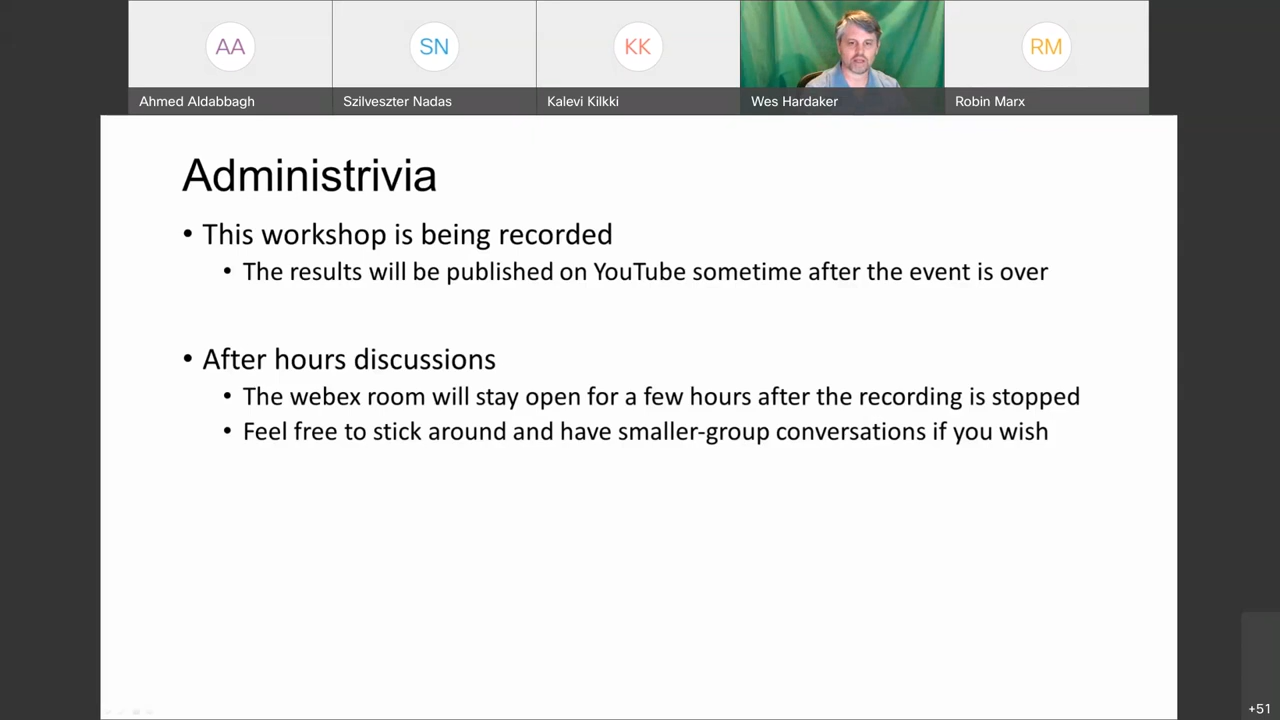 AA
SN
KK
RM
Ahmed Aldabbagh
Szilveszter Nadas
Kalevi Kilkki
Wes Hardaker
Robin Marx
Administrivia
• This workshop is being recorded
• The results will be published on YouTube sometime after the event is over
• After hours discussions
• The webex room will stay open for a few hours after the recording is stopped
• Feel free to stick around and have smaller-group conversations if you wish
+51